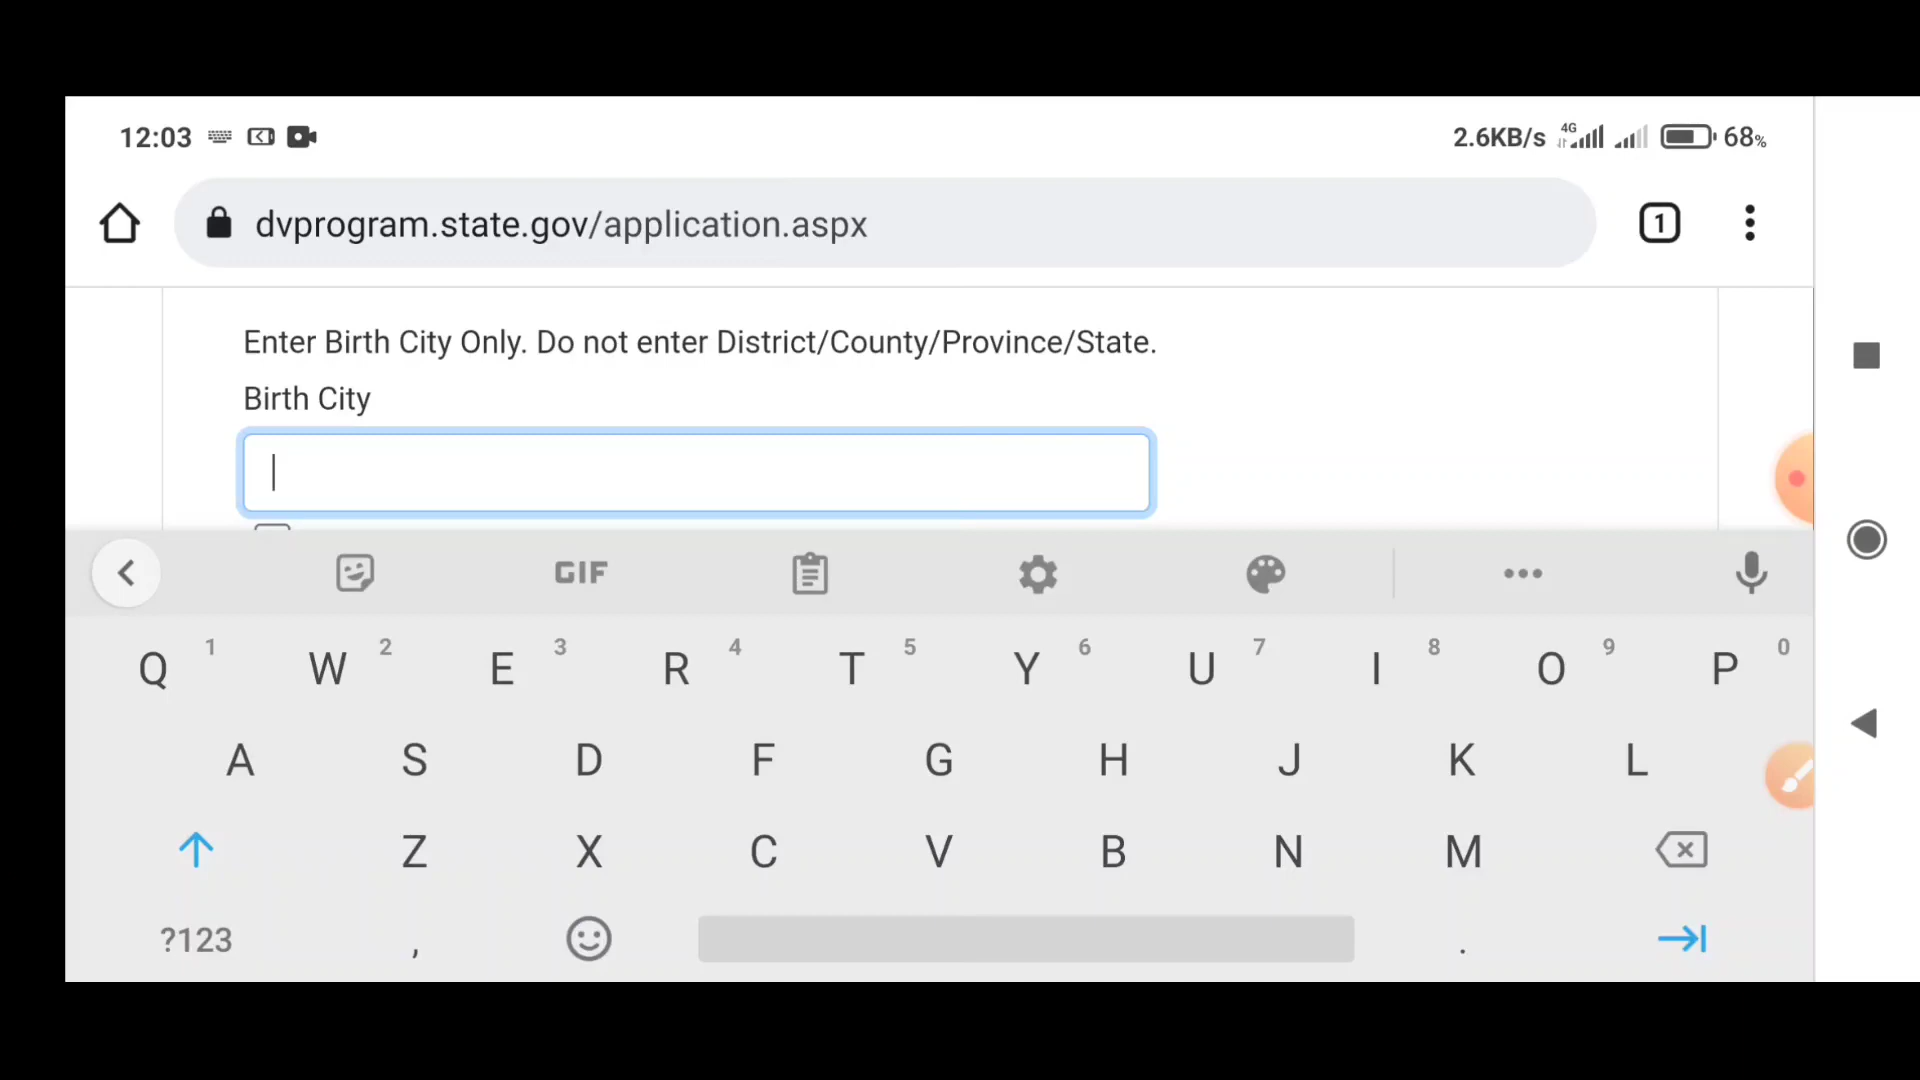 12:03 2.6KB/s 4G 68%
dvprogram.state.gov/application.aspx 1
Enter Birth City Only. Do not enter District/County/Province/State.
Birth City
GIF
Q 1 W 2 E 3 R 4 T 5 Y 6 U 7 I 8 O 9 P 0
A S D F G H J K L
Z X C V B N M
?123 , .